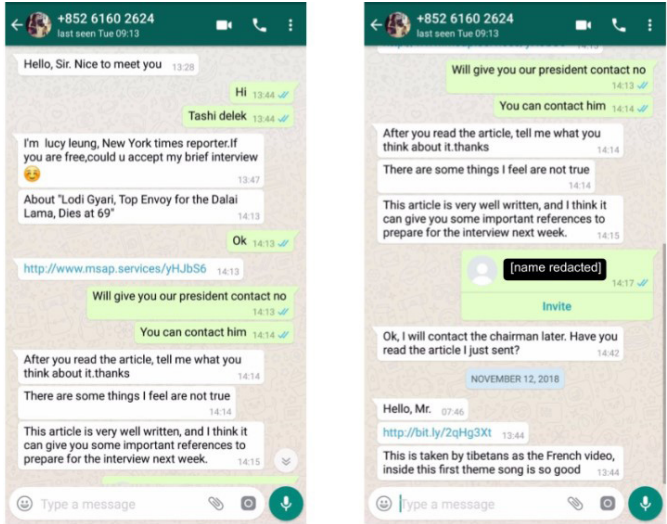 +852 6160 2624
last seen Tue 09:13
Hello, Sir. Nice to meet you 13:28
Hi 13:44
Tashi delek 13:44
I'm lucy leung, New York times reporter.If
you are free,could u accept my brief interview
13:47
About "Lodi Gyari, Top Envoy for the Dalai
Lama, Dies at 69" 14:13
Ok 14:13
http://www.msap.services/yHJbS6 14:13
Will give you our president contact no
14:13
You can contact him 14:14
After you read the article, tell me what you
think about it.thanks 14:14
There are some things I feel are not true
14:14
This article is very well written, and I think it
can give you some important references to
prepare for the interview next week. 14:15
Type a message
+852 6160 2624
last seen Tue 09:13
14:13
Will give you our president contact no
14:13
You can contact him 14:14
After you read the article, tell me what you
think about it.thanks 14:14
There are some things I feel are not true
14:14
This article is very well written, and I think it
can give you some important references to
prepare for the interview next week. 14:15
[name redacted]
14:17
Invite
Ok, I will contact the chairman later. Have you
read the article I just sent? 14:42
NOVEMBER 12, 2018
Hello, Mr. 07:46
http://bit.ly/2qHg3Xt 13:44
This is taken by tibetans as the French video,
inside this first theme song is so good 13:44
Type a message